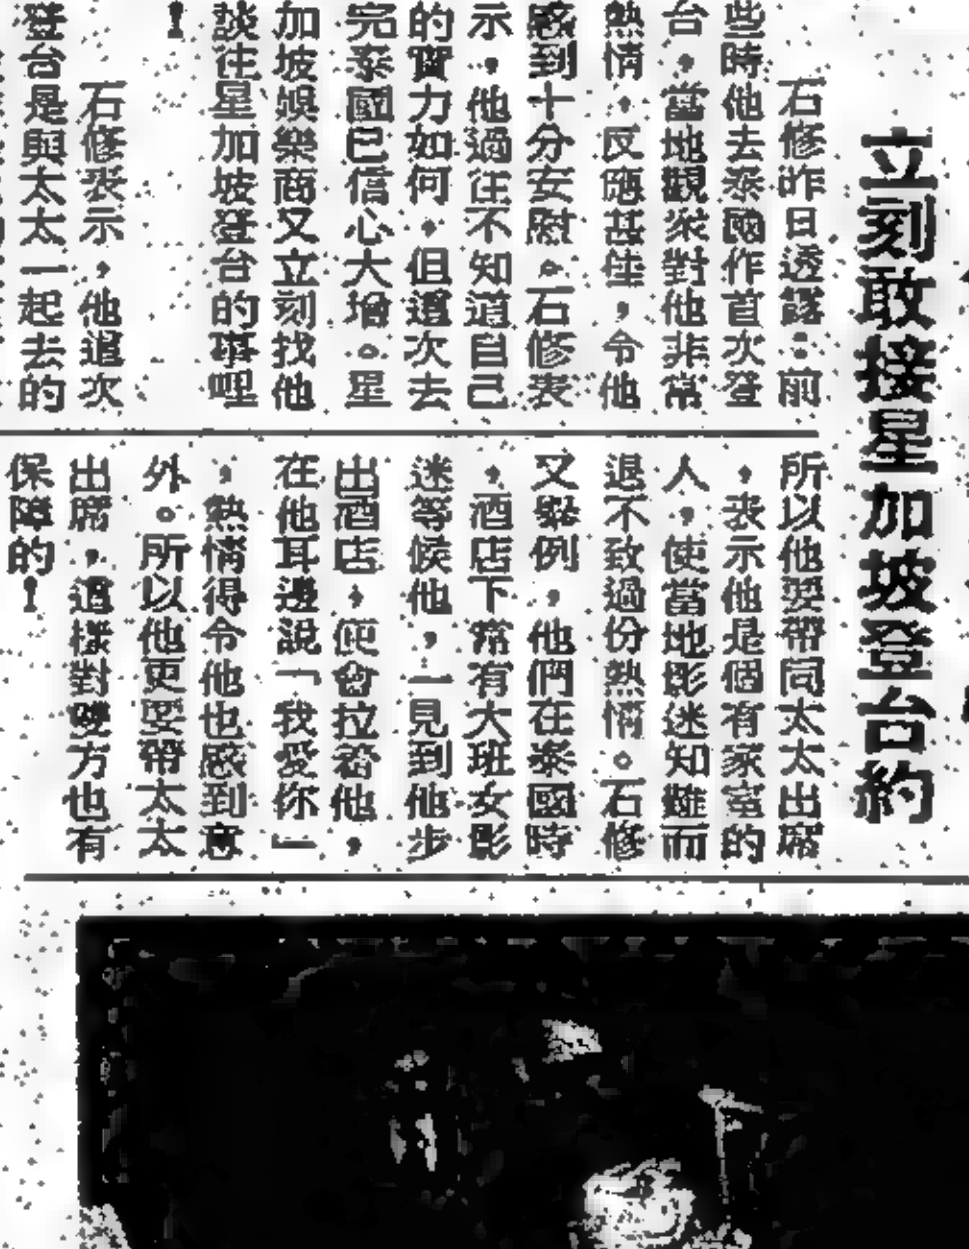 立刻敢接星加坡登台約
石修昨日透露：前
些時他去泰國作首次登
台，當地觀衆對他非常
熱情，反應甚佳，令他
感到十分安慰。石修表
示，他過往不知道自己
的實力如何，但這次去
完泰國已信心大增。星
加坡娛樂商又立刻找他
談往星加坡登台的事哩
！
石修表示，他這次
登台是與太太一起去的
所以他要帶同太太出席
，表示他是個有家室的
人，使當地影迷知難而
退不致過份熱情。石修
又舉例，他們在泰國時
，酒店下常有大班女影
迷等候他，一見到他步
出酒店，便會拉着他，
在他耳邊說「我愛你」
，熱情得令他也感到意
外。所以他更要帶太太
出席，這樣對雙方也有
保障的！